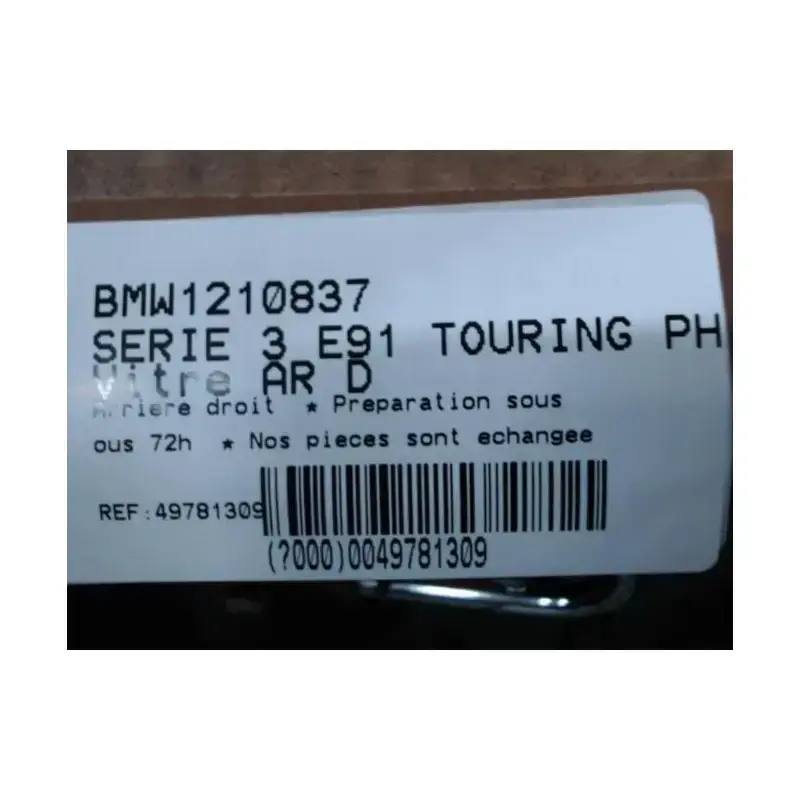 BMW1210837
SERIE 3 E91 TOURING PH
Vitre AR D
Arriere droit * Preparation sous
ous 72h * Nos pieces sont echangee
REF:49781309
(?000)0049781309